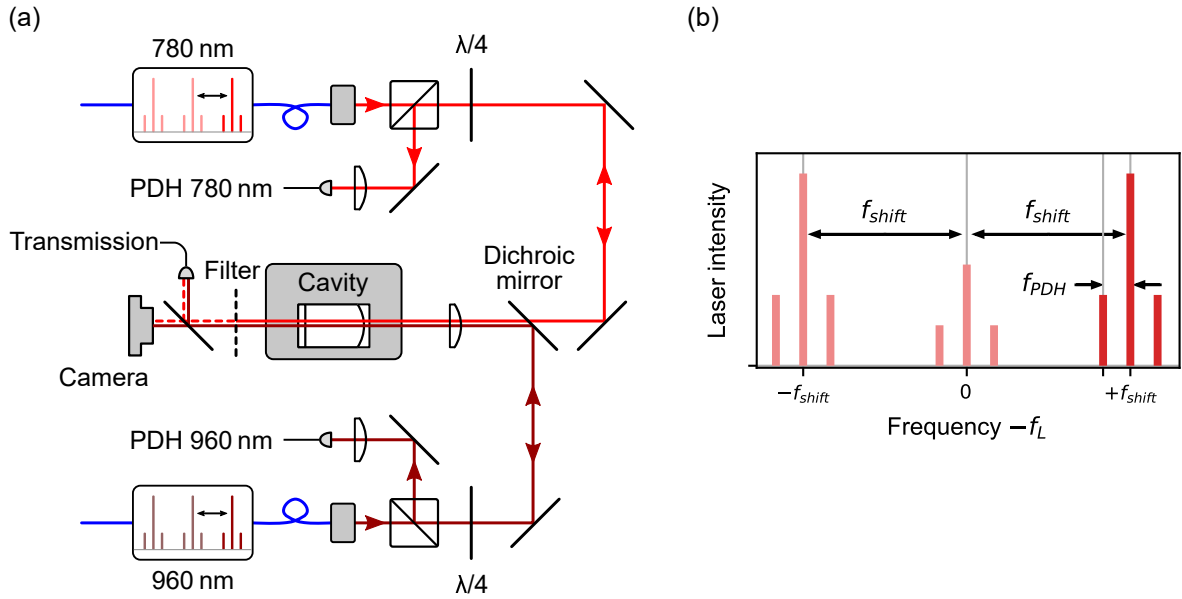 (a)
780 nm
λ/4
PDH 780 nm
Transmission
Filter
Cavity
Dichroic
mirror
Camera
PDH 960 nm
960 nm
λ/4
(b)
Laser intensity
f_shift
f_shift
f_PDH
−f_shift
0
+f_shift
Frequency −f_L